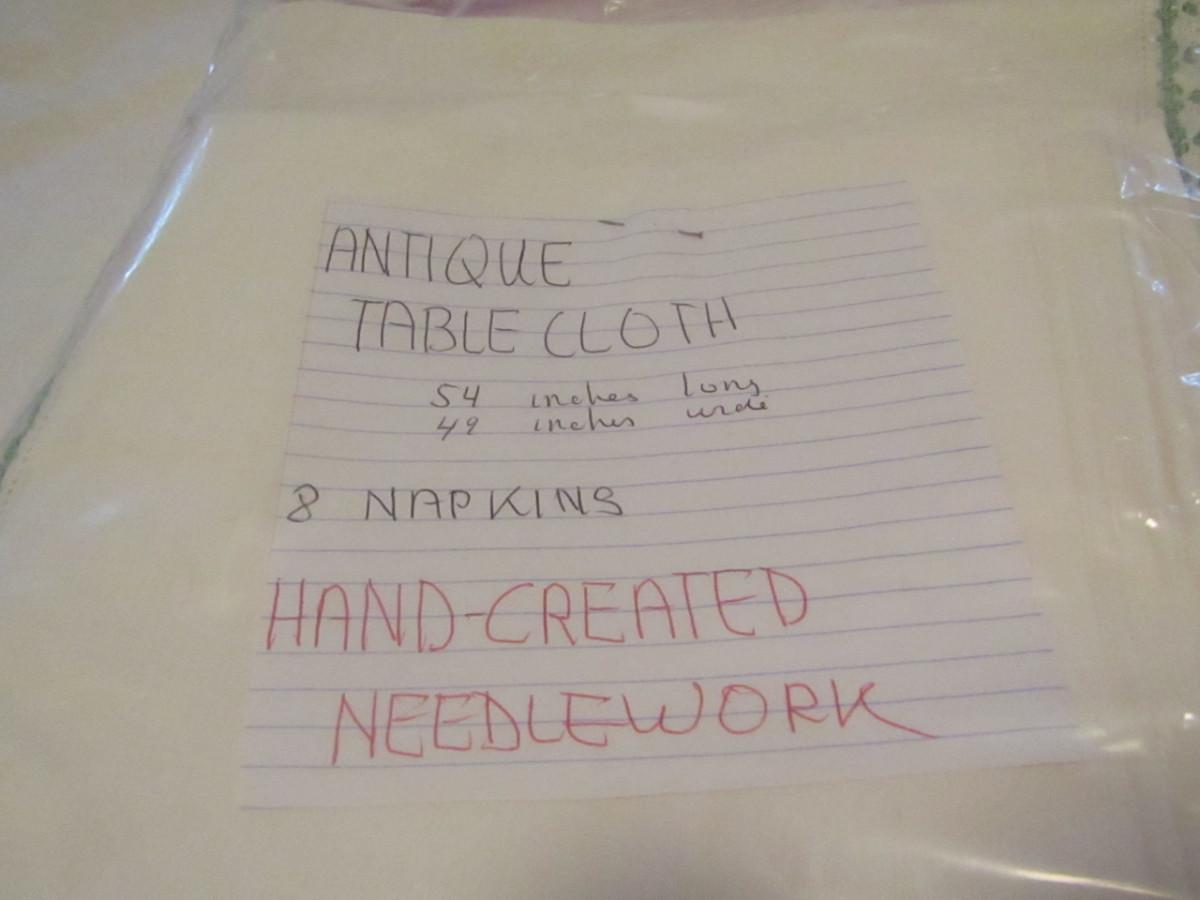 ANTIQUE
TABLE CLOTH
54 inches long
49 inches wide
8 NAPKINS
HAND-CREATED
NEEDLEWORK